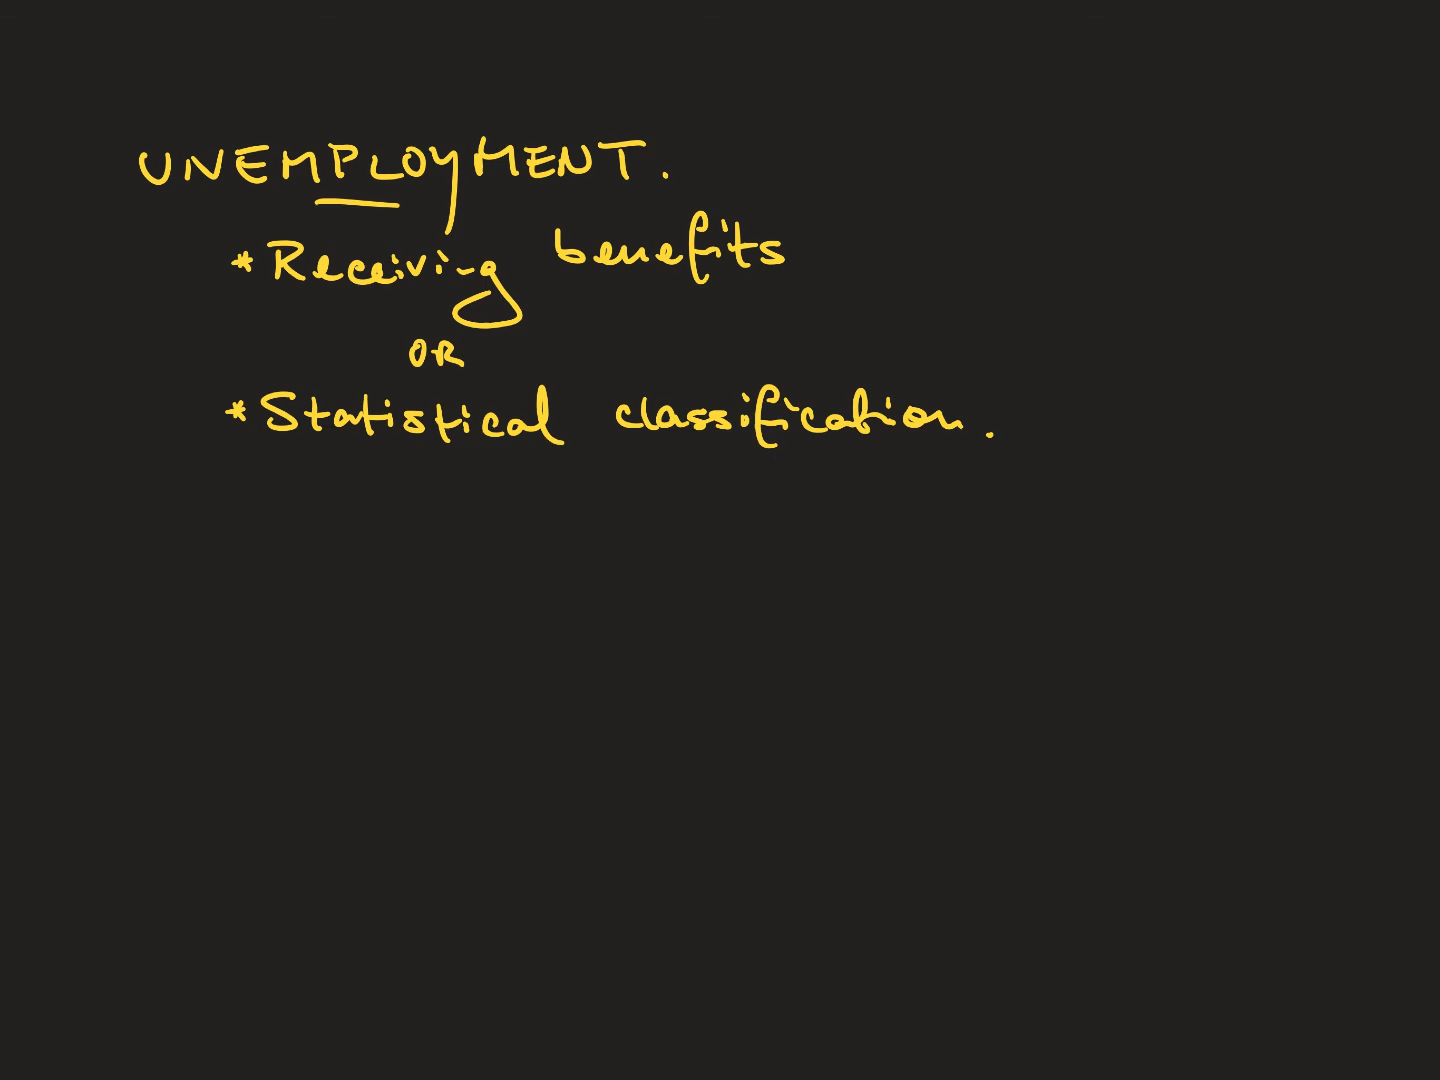 UNEMPLOYMENT.
* Receiving benefits
OR
* Statistical classification.